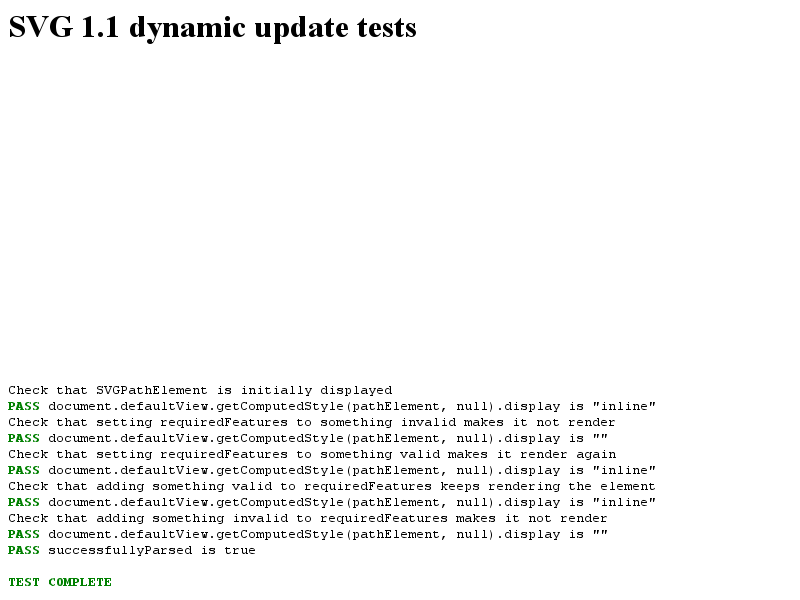 SVG 1.1 dynamic update tests
Check that SVGPathElement is initially displayed
PASS document.defaultView.getComputedStyle(pathElement, null).display is "inline"
Check that setting requiredFeatures to something invalid makes it not render
PASS document.defaultView.getComputedStyle(pathElement, null).display is ""
Check that setting requiredFeatures to something valid makes it render again
PASS document.defaultView.getComputedStyle(pathElement, null).display is "inline"
Check that adding something valid to requiredFeatures keeps rendering the element
PASS document.defaultView.getComputedStyle(pathElement, null).display is "inline"
Check that adding something invalid to requiredFeatures makes it not render
PASS document.defaultView.getComputedStyle(pathElement, null).display is ""
PASS successfullyParsed is true
TEST COMPLETE